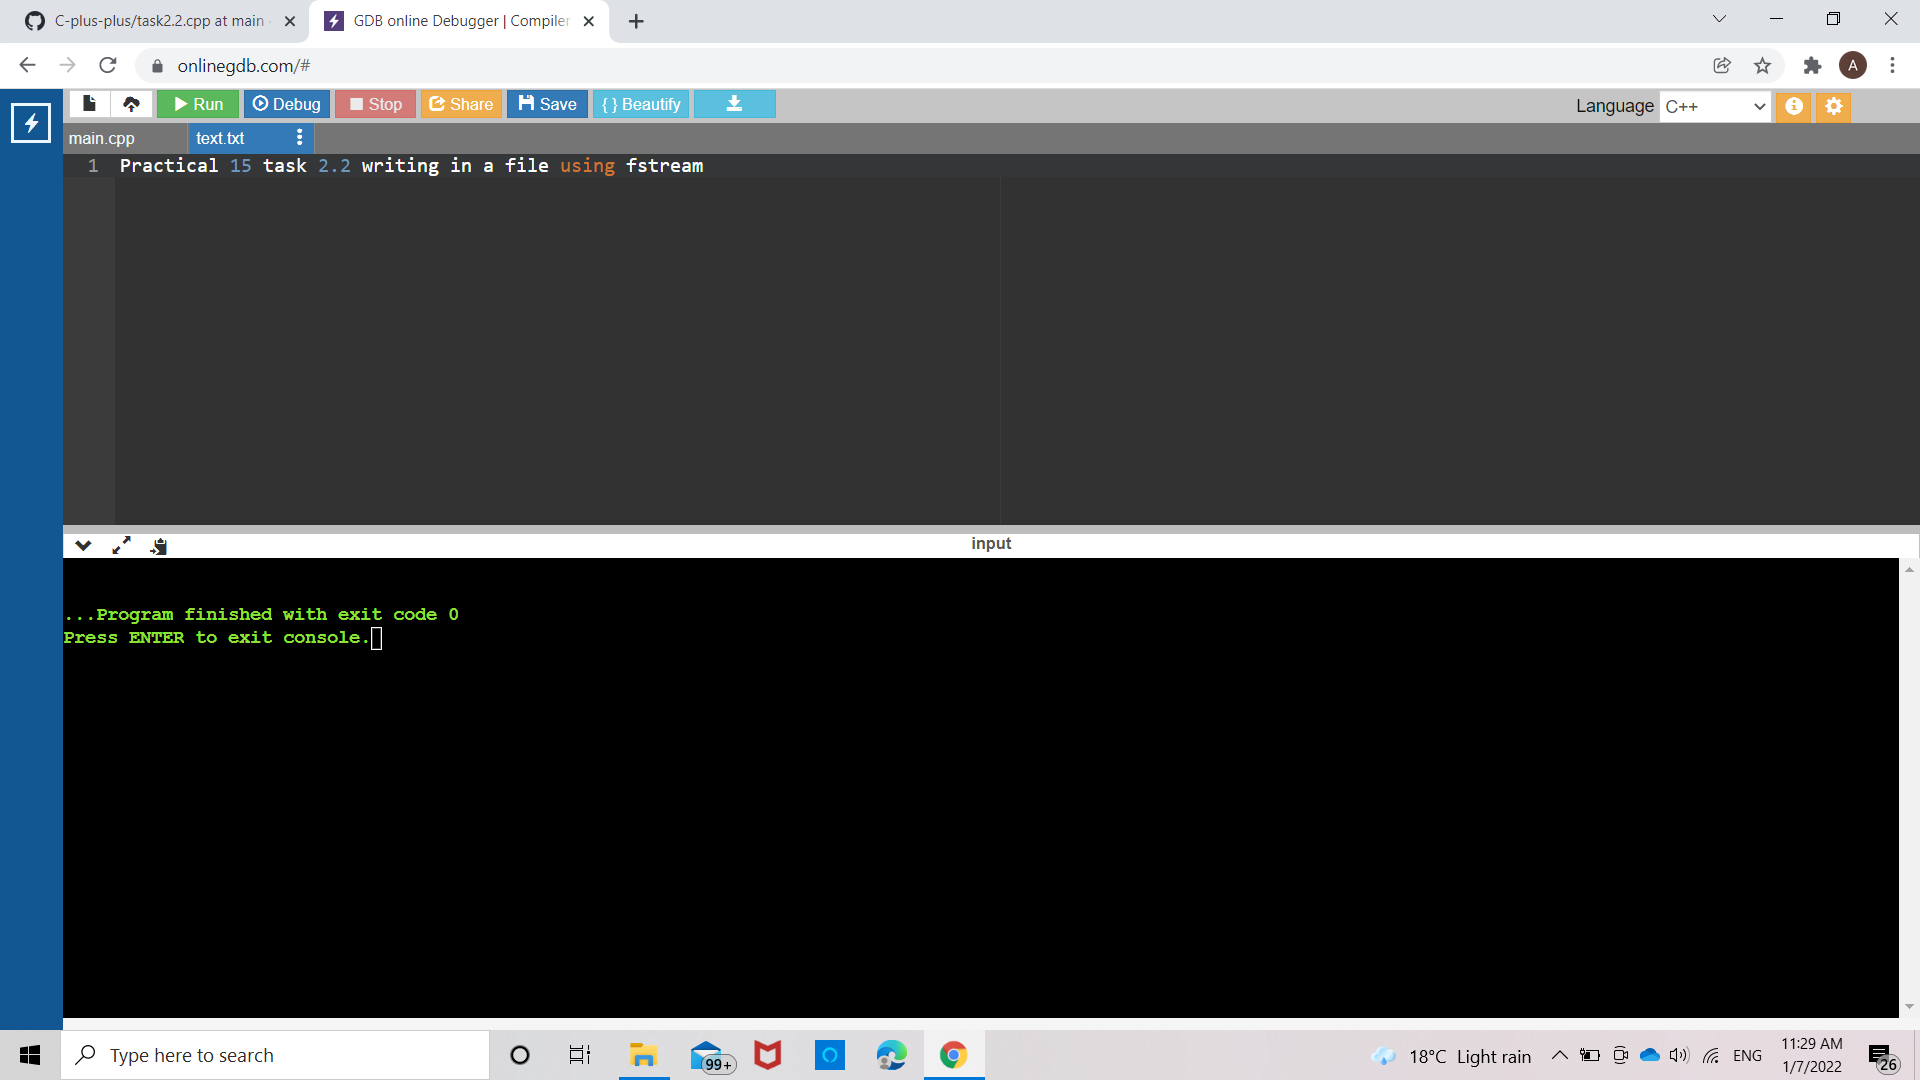 C-plus-plus/task2.2.cpp at main
GDB online Debugger | Compiler
onlinegdb.com/#
A
Run
Debug
Stop
Share
Save
{ } Beautify
Language
C++
main.cpp
text.txt
1 Practical 15 task 2.2 writing in a file using fstream
input
...Program finished with exit code 0
Press ENTER to exit console.
Type here to search
99+
18°C Light rain
ENG
11:29 AM
1/7/2022
26